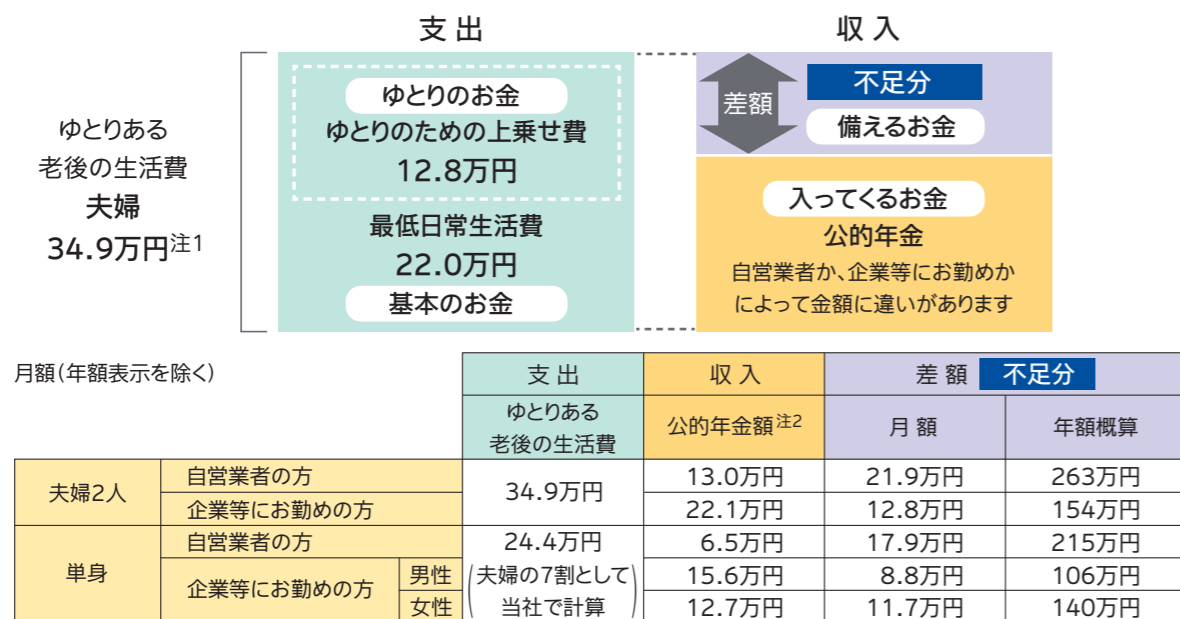 支出
収入
ゆとりある
老後の生活費
夫婦
34.9万円注1
ゆとりのお金
ゆとりのための上乗せ費
12.8万円
最低日常生活費
22.0万円
基本のお金
差額
不足分
備えるお金
入ってくるお金
公的年金
自営業者か、企業等にお勤めか
によって金額に違いがあります
月額(年額表示を除く)
支出 収入 差額 不足分
ゆとりある
老後の生活費
公的年金額注2 月額 年額概算
夫婦2人 自営業者の方 34.9万円 13.0万円 21.9万円 263万円
企業等にお勤めの方 22.1万円 12.8万円 154万円
単身 自営業者の方 24.4万円 6.5万円 17.9万円 215万円
企業等にお勤めの方 男性 (夫婦の7割として 15.6万円 8.8万円 106万円
女性 当社で計算) 12.7万円 11.7万円 140万円